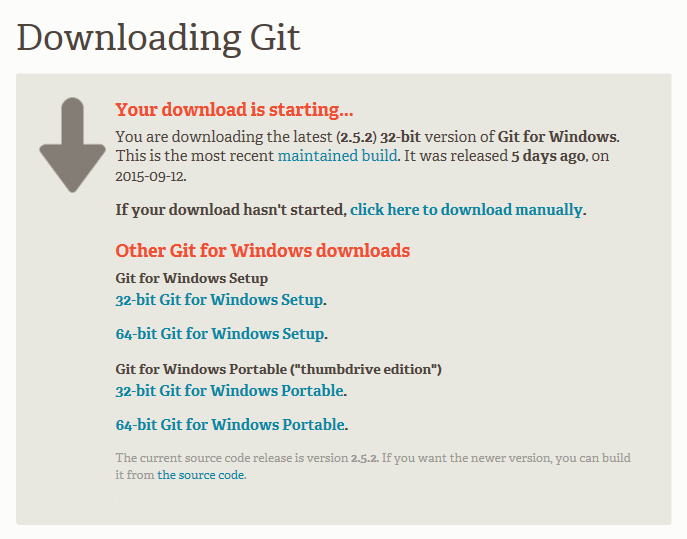 Downloading Git
Your download is starting...
You are downloading the latest (2.5.2) 32-bit version of Git for Windows.
This is the most recent maintained build. It was released 5 days ago, on
2015-09-12.
If your download hasn't started, click here to download manually.
Other Git for Windows downloads
Git for Windows Setup
32-bit Git for Windows Setup.
64-bit Git for Windows Setup.
Git for Windows Portable ("thumbdrive edition")
32-bit Git for Windows Portable.
64-bit Git for Windows Portable.
The current source code release is version 2.5.2. If you want the newer version, you can build
it from the source code.